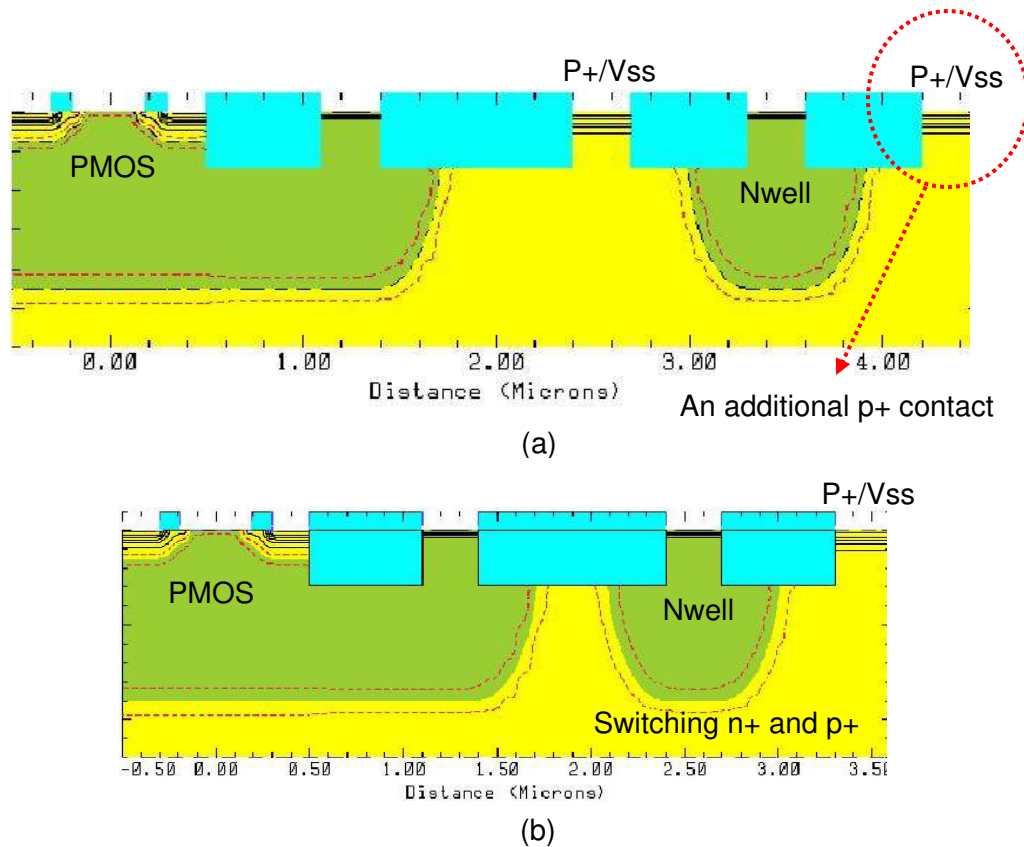 P+/Vss P+/Vss
PMOS
Nwell
0.00 1.00 2.00 3.00 4.00
Distance (Microns)
An additional p+ contact
(a)
P+/Vss
PMOS
Nwell
Switching n+ and p+
-0.50 0.00 0.50 1.00 1.50 2.00 2.50 3.00 3.50
Distance (Microns)
(b)